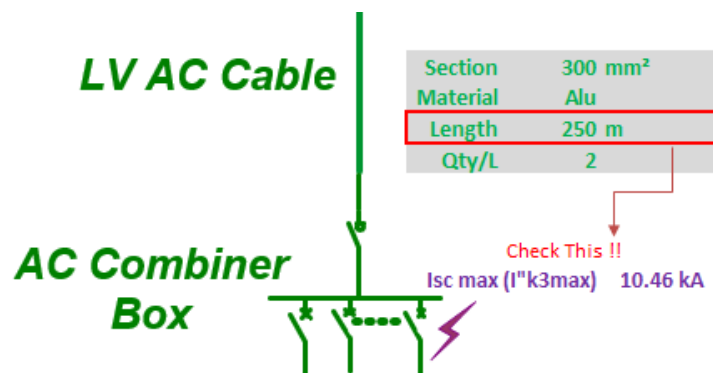 LV AC Cable
Section 300 mm²
Material Alu
Length 250 m
Qty/L 2
Check This !!
AC Combiner
Box
Isc max (I"k3max) 10.46 kA